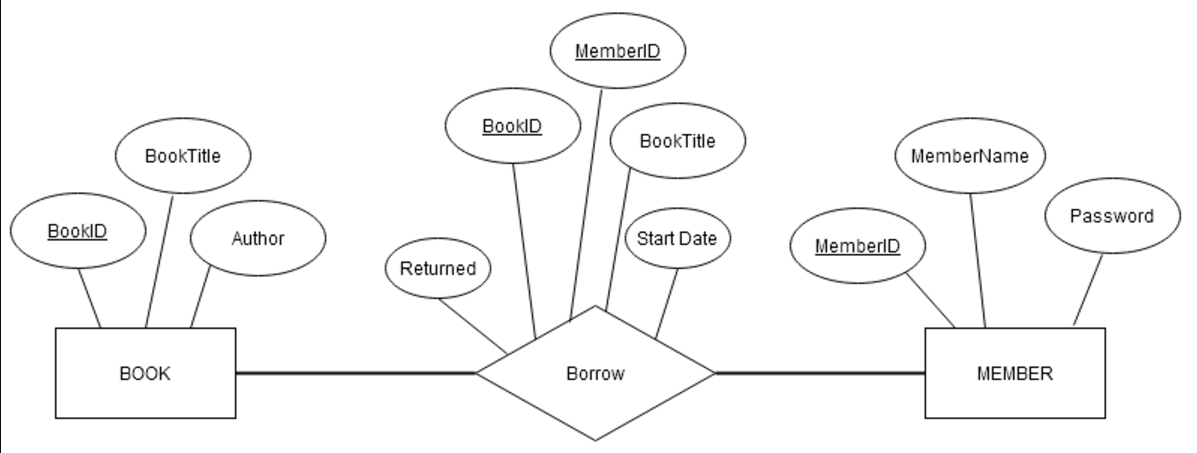 MemberID
BookID
BookTitle
BookTitle
MemberName
BookID
Author
Returned
Start Date
MemberID
Password
BOOK
Borrow
MEMBER